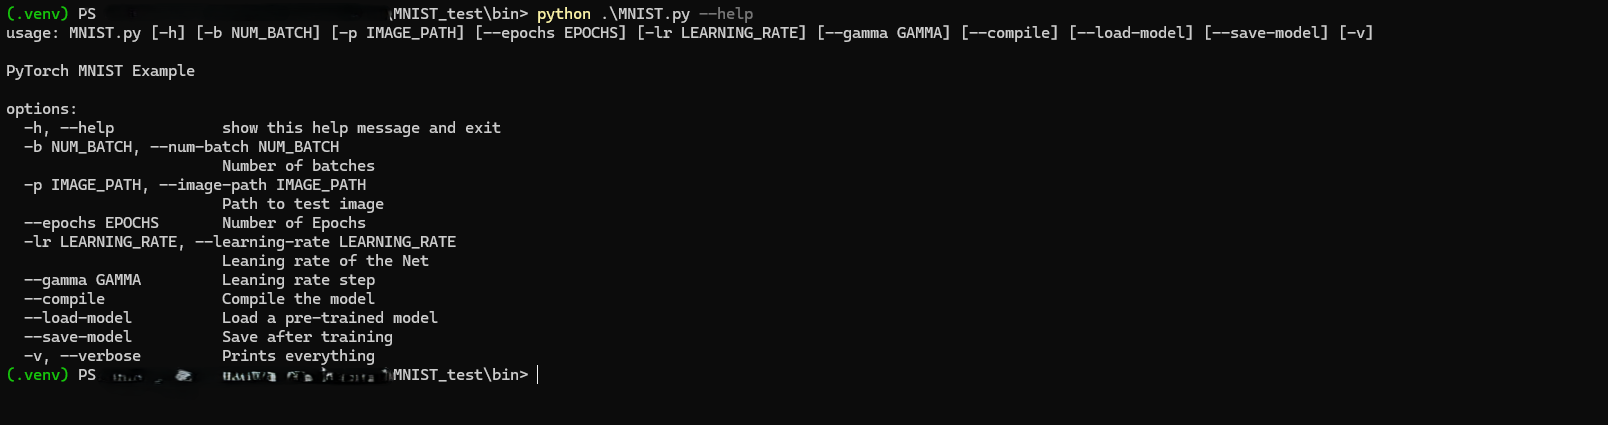 (.venv) PS \MNIST_test\bin> python .\MNIST.py --help
usage: MNIST.py [-h] [-b NUM_BATCH] [-p IMAGE_PATH] [--epochs EPOCHS] [-lr LEARNING_RATE] [--gamma GAMMA] [--compile] [--load-model] [--save-model] [-v]
PyTorch MNIST Example
options:
-h, --help show this help message and exit
-b NUM_BATCH, --num-batch NUM_BATCH
Number of batches
-p IMAGE_PATH, --image-path IMAGE_PATH
Path to test image
--epochs EPOCHS Number of Epochs
-lr LEARNING_RATE, --learning-rate LEARNING_RATE
Leaning rate of the Net
--gamma GAMMA Leaning rate step
--compile Compile the model
--load-model Load a pre-trained model
--save-model Save after training
-v, --verbose Prints everything
(.venv) PS \MNIST_test\bin>